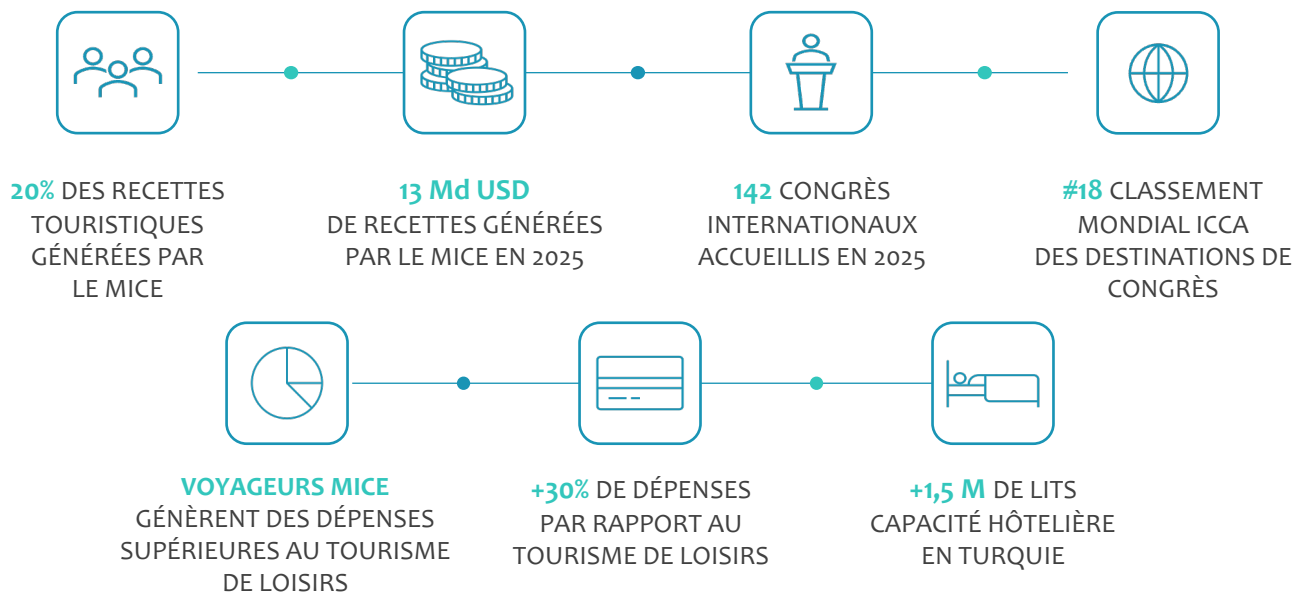 20% DES RECETTES
TOURISTIQUES
GÉNÉRÉES PAR
LE MICE
13 Md USD
DE RECETTES GÉNÉRÉES
PAR LE MICE EN 2025
142 CONGRÈS
INTERNATIONAUX
ACCUEILLIS EN 2025
#18 CLASSEMENT
MONDIAL ICCA
DES DESTINATIONS DE
CONGRÈS
VOYAGEURS MICE
GÉNÈRENT DES DÉPENSES
SUPÉRIEURES AU TOURISME
DE LOISIRS
+30% DE DÉPENSES
PAR RAPPORT AU
TOURISME DE LOISIRS
+1,5 M DE LITS
CAPACITÉ HÔTELIÈRE
EN TURQUIE